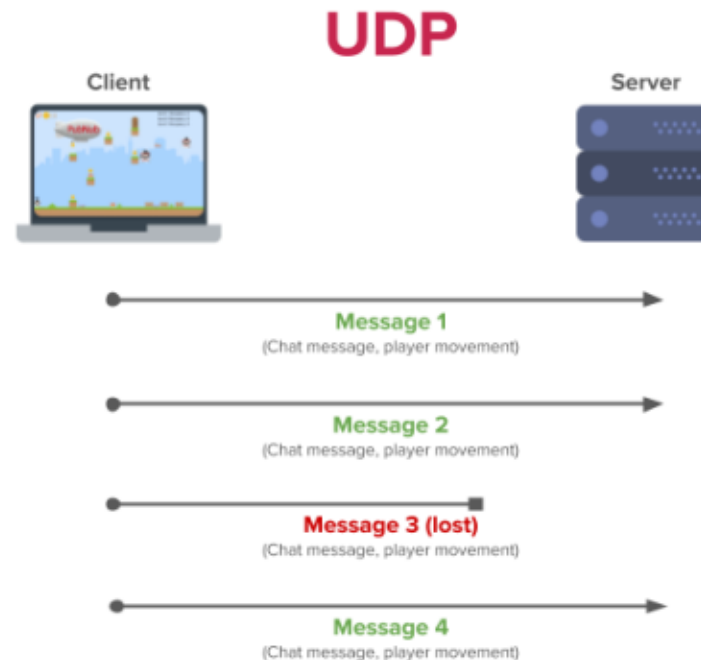 UDP
Client
Server
Message 1
(Chat message, player movement)
Message 2
(Chat message, player movement)
Message 3 (lost)
(Chat message, player movement)
Message 4
(Chat message, player movement)